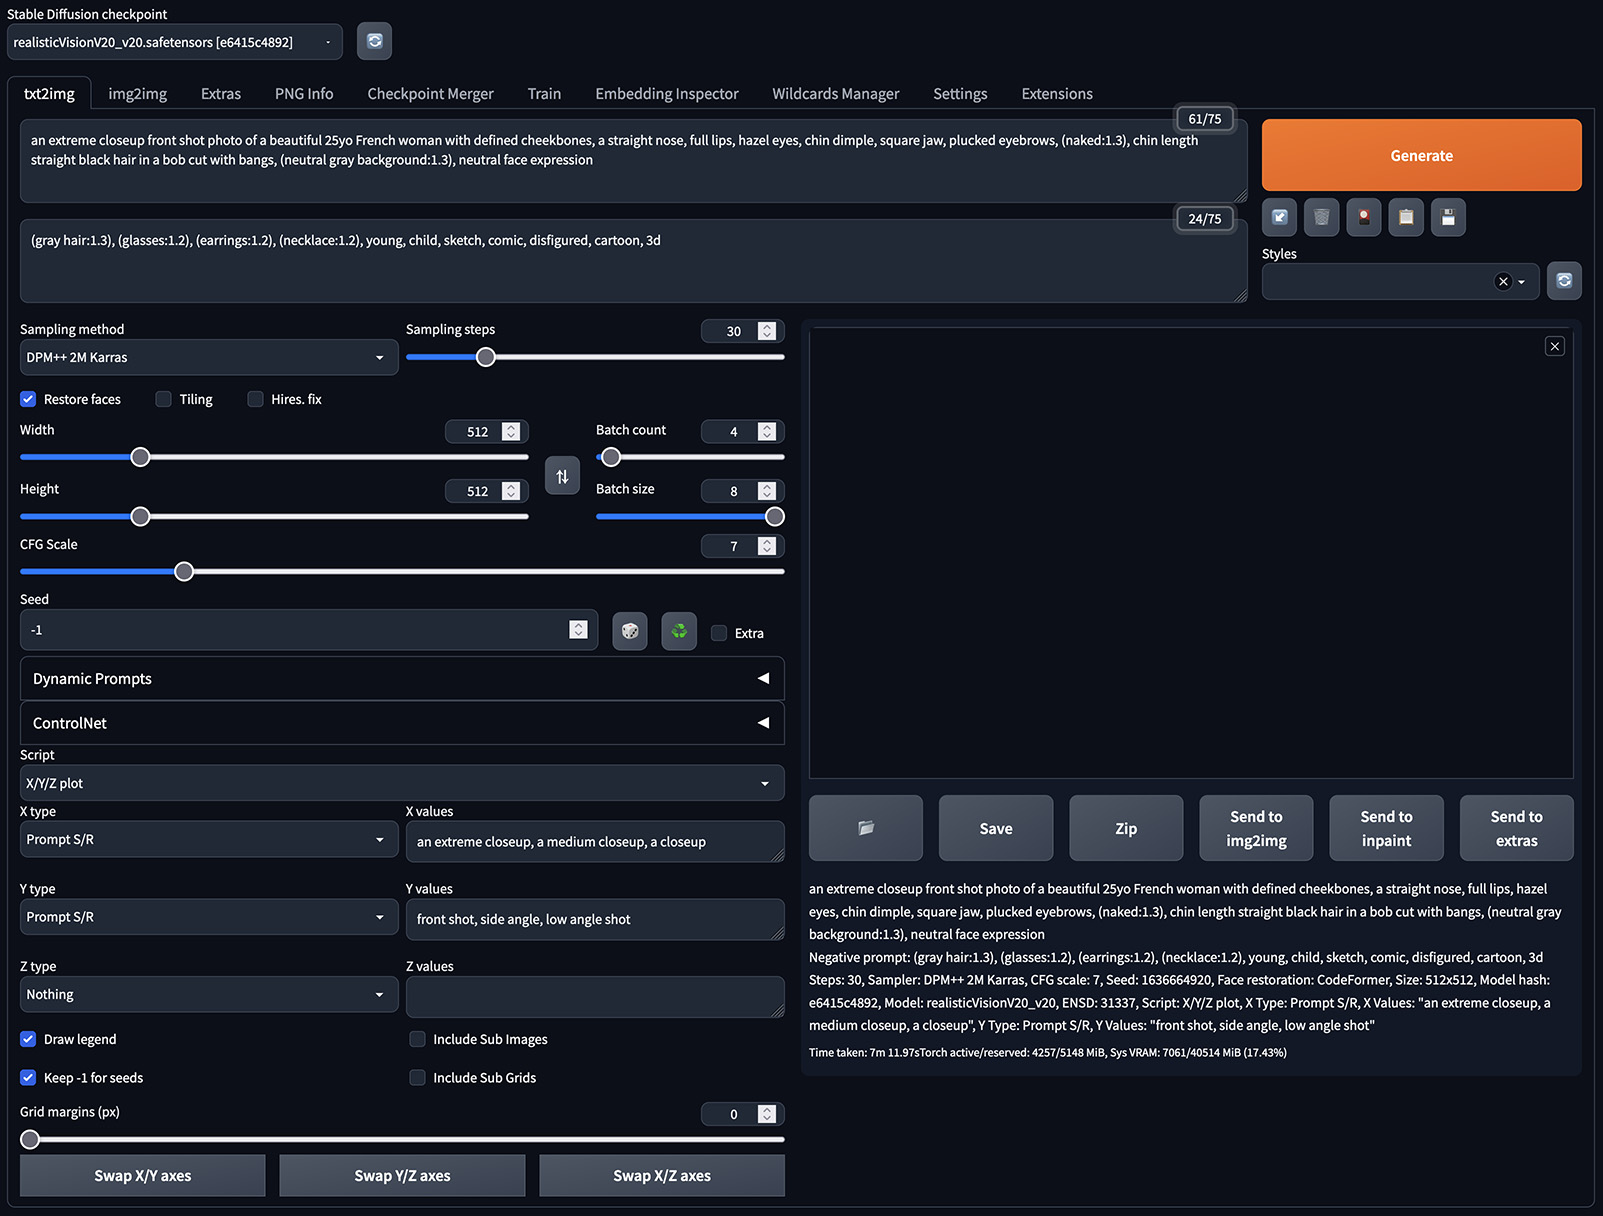 Stable Diffusion checkpoint
realisticVisionV20_v20.safetensors [e6415c4892]
txt2img img2img Extras PNG Info Checkpoint Merger Train Embedding Inspector Wildcards Manager Settings Extensions
61/75
an extreme closeup front shot photo of a beautiful 25yo French woman with defined cheekbones, a straight nose, full lips, hazel eyes, chin dimple, square jaw, plucked eyebrows, (naked:1.3), chin length
straight black hair in a bob cut with bangs, (neutral gray background:1.3), neutral face expression
Generate
24/75
(gray hair:1.3), (glasses:1.2), (earrings:1.2), (necklace:1.2), young, child, sketch, comic, disfigured, cartoon, 3d
Styles
Sampling method
DPM++ 2M Karras
Sampling steps
30
Restore faces
Tiling
Hires. fix
Width
512
Batch count
4
Height
512
Batch size
8
CFG Scale
7
Seed
-1
Extra
Dynamic Prompts
ControlNet
Script
X/Y/Z plot
X type
Prompt S/R
X values
an extreme closeup, a medium closeup, a closeup
Y type
Prompt S/R
Y values
front shot, side angle, low angle shot
Z type
Nothing
Z values
Draw legend
Include Sub Images
Keep -1 for seeds
Include Sub Grids
Grid margins (px)
0
Swap X/Y axes
Swap Y/Z axes
Swap X/Z axes
Save
Zip
Send to
img2img
Send to
inpaint
Send to
extras
an extreme closeup front shot photo of a beautiful 25yo French woman with defined cheekbones, a straight nose, full lips, hazel
eyes, chin dimple, square jaw, plucked eyebrows, (naked:1.3), chin length straight black hair in a bob cut with bangs, (neutral gray
background:1.3), neutral face expression
Negative prompt: (gray hair:1.3), (glasses:1.2), (earrings:1.2), (necklace:1.2), young, child, sketch, comic, disfigured, cartoon, 3d
Steps: 30, Sampler: DPM++ 2M Karras, CFG scale: 7, Seed: 1636664920, Face restoration: CodeFormer, Size: 512x512, Model hash:
e6415c4892, Model: realisticVisionV20_v20, ENSD: 31337, Script: X/Y/Z plot, X Type: Prompt S/R, X Values: "an extreme closeup, a
medium closeup, a closeup", Y Type: Prompt S/R, Y Values: "front shot, side angle, low angle shot"
Time taken: 7m 11.97sTorch active/reserved: 4257/5148 MiB, Sys VRAM: 7061/40514 MiB (17.43%)